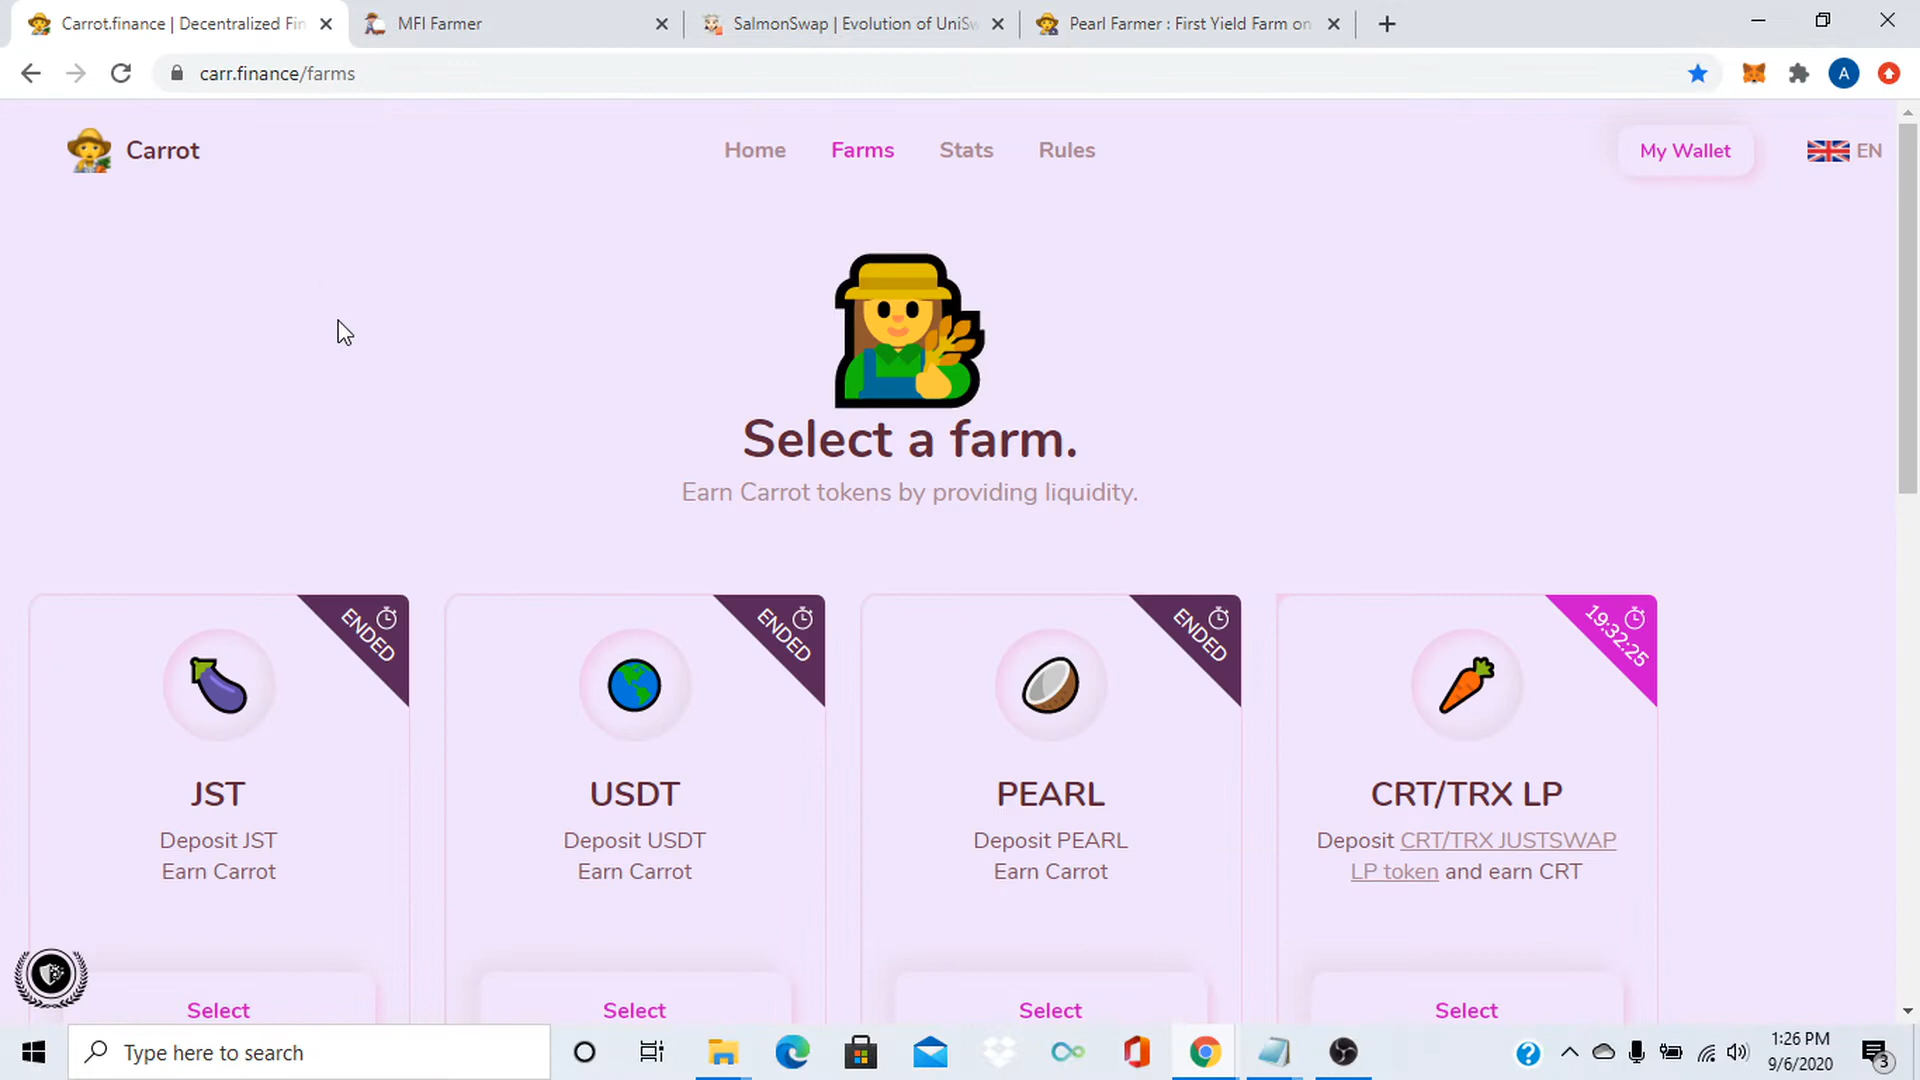 Carrot.finance | Decentralized Fin
MFI Farmer
SalmonSwap | Evolution of UniSw
Pearl Farmer : First Yield Farm on
carr.finance/farms
A
Carrot
Home
Farms
Stats
Rules
My Wallet
EN
Select a farm.
Earn Carrot tokens by providing liquidity.
ENDED
ENDED
ENDED
19:32:25
JST
Deposit JST
Earn Carrot
Select
USDT
Deposit USDT
Earn Carrot
Select
PEARL
Deposit PEARL
Earn Carrot
Select
CRT/TRX LP
Deposit CRT/TRX JUSTSWAP
LP token and earn CRT
Select
Type here to search
1:26 PM
9/6/2020
3